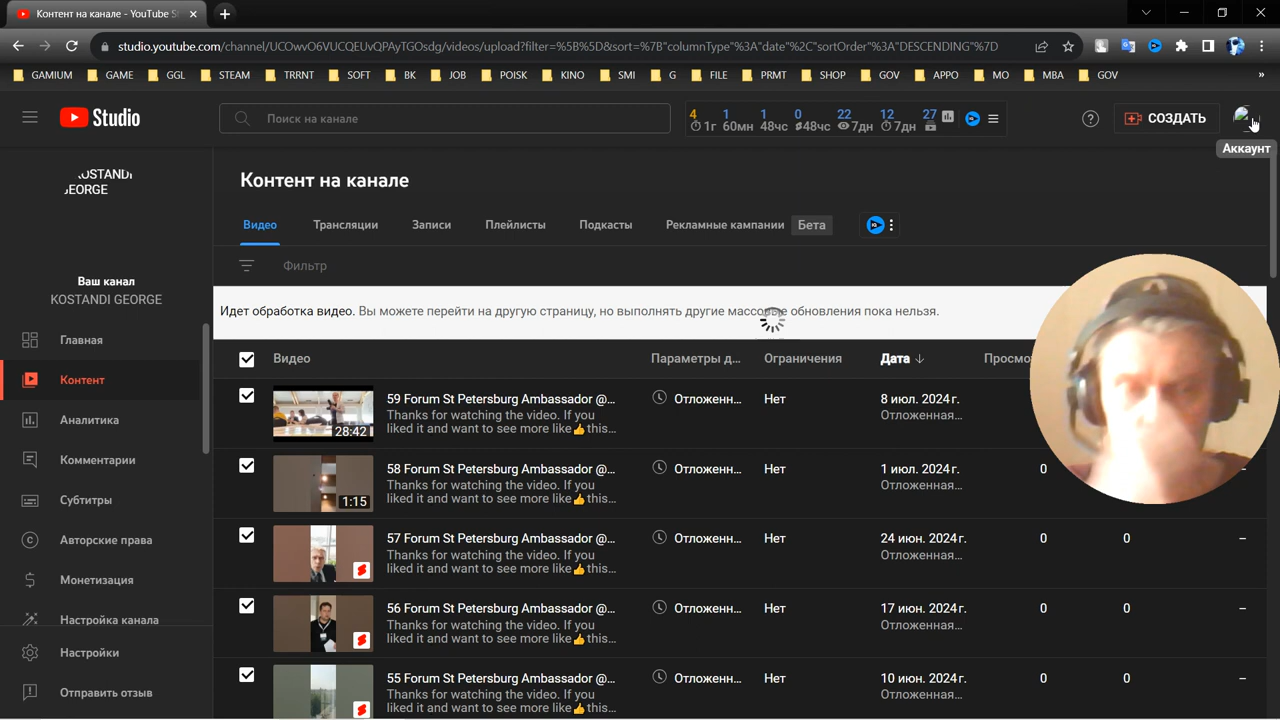 Контент на канале - YouTube S
studio.youtube.com/channel/UCOwvO6VUCQEUvQPAyTGOsdg/videos/upload?filter=%5B%5D&sort=%7B"columnType"%3A"date"%2C"sortOrder"%3A"DESCENDING"%7D
GAMIUM GAME GGL STEAM TRRNT SOFT BK JOB POISK KINO SMI G FILE PRMT SHOP GOV APPO MO MBA GOV »
Studio
Поиск на канале
4 1 1 0 22 12 27
1г 60мн 48чс 48чс 7дн 7дн
СОЗДАТЬ
Аккаунт
KOSTANDI
GEORGE
Ваш канал
KOSTANDI GEORGE
Главная
Контент
Аналитика
Комментарии
Субтитры
Авторские права
Монетизация
Настройка канала
Настройки
Отправить отзыв
Контент на канале
Видео Трансляции Записи Плейлисты Подкасты Рекламные кампании Бета
Фильтр
Идет обработка видео. Вы можете перейти на другую страницу, но выполнять другие массовые обновления пока нельзя.
Видео Параметры д... Ограничения Дата Просмо
59 Forum St Petersburg Ambassador @... Отложенн... Нет 8 июл. 2024 г.
Thanks for watching the video. If you Отложенная...
liked it and want to see more like👍this...
28:42
58 Forum St Petersburg Ambassador @... Отложенн... Нет 1 июл. 2024 г. 0 –
Thanks for watching the video. If you Отложенная...
liked it and want to see more like👍this...
1:15
57 Forum St Petersburg Ambassador @... Отложенн... Нет 24 июн. 2024 г. 0 0 –
Thanks for watching the video. If you Отложенная...
liked it and want to see more like👍this...
56 Forum St Petersburg Ambassador @... Отложенн... Нет 17 июн. 2024 г. 0 0 –
Thanks for watching the video. If you Отложенная...
liked it and want to see more like👍this...
55 Forum St Petersburg Ambassador @... Отложенн... Нет 10 июн. 2024 г. 0 0 –
Thanks for watching the video. If you Отложенная...
liked it and want to see more like👍this...